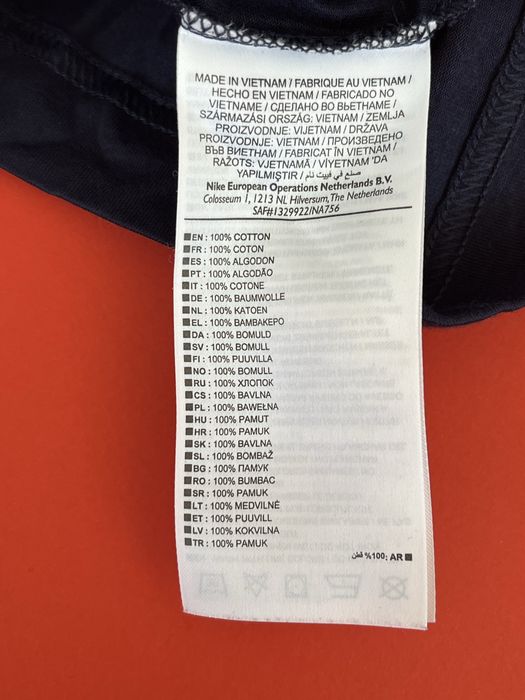 MADE IN VIETNAM / FABRIQUE AU VIETNAM /
HECHO EN VIETNAM / FABRICADO NO
VIETNAME / СДЕЛАНО ВО ВЬЕТНАМЕ /
SZÁRMAZÁSI ORSZÁG: VIETNAM / ZEMLJA
PROIZVODNJE: VIJETNAM / DRŽAVA
PROIZVODNJE: VIETNAM / ПРОИЗВЕДЕНО
ВЪВ ВИЕТНАМ / FABRICAT ÎN VIETNAM /
RAŽOTS: VJETNAMĀ / VİYETNAM 'DA
YAPILMIŞTIR / صنع في فييت نام
Nike European Operations Netherlands B.V.
Colosseum 1, 1213 NL Hilversum, The Netherlands
SAF#1329922/NA756
EN : 100% COTTON
FR : 100% COTON
ES : 100% ALGODON
PT : 100% ALGODÃO
IT : 100% COTONE
DE : 100% BAUMWOLLE
NL : 100% KATOEN
EL : 100% ΒΑΜΒΑΚΕΡΟ
DA : 100% BOMULD
SV : 100% BOMULL
FI : 100% PUUVILLA
NO : 100% BOMULL
RU : 100% ХЛОПОК
CS : 100% BAVLNA
PL : 100% BAWEŁNA
HU : 100% PAMUT
HR : 100% PAMUK
SK : 100% BAVLNA
SL : 100% BOMBAŽ
BG : 100% ПАМУК
RO : 100% BUMBAC
SR : 100% PAMUK
LT : 100% MEDVILNĖ
ET : 100% PUUVILL
LV : 100% KOKVILNA
TR : 100% PAMUK
قطن %100 : AR